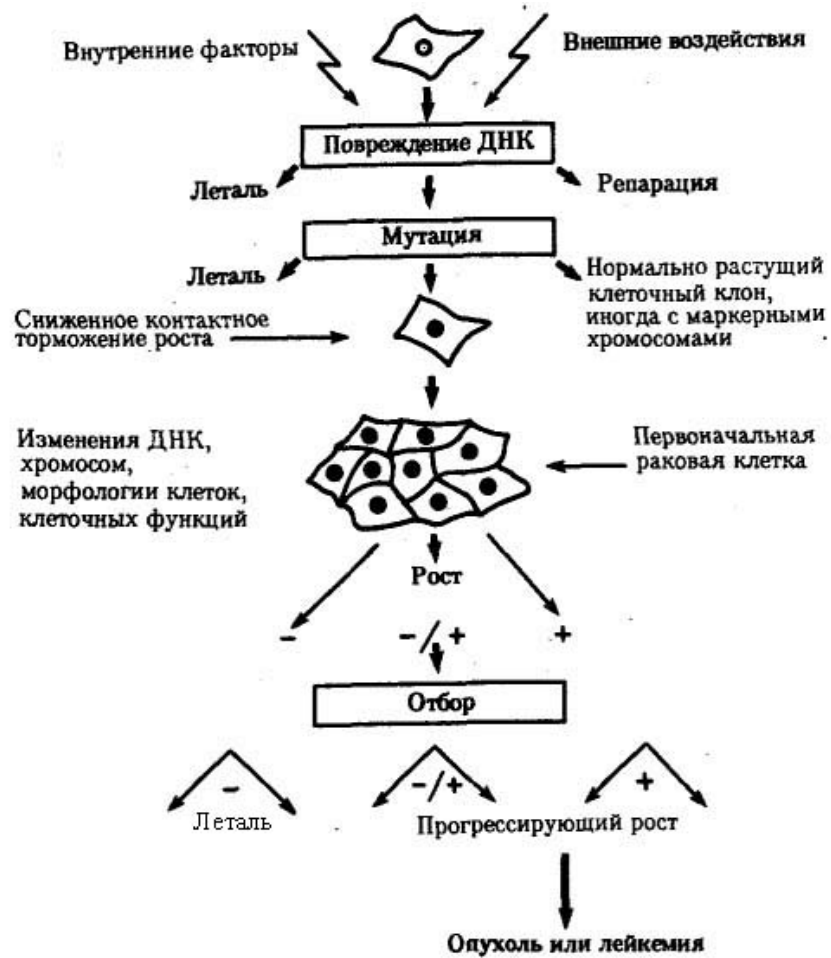 Внутренние факторы
Внешние воздействия
Повреждение ДНК
Леталь
Репарация
Мутация
Леталь
Нормально растущий
клеточный клон,
иногда с маркерными
хромосомами
Сниженное контактное
торможение роста
Изменения ДНК,
хромосом,
морфологии клеток,
клеточных функций
Первоначальная
раковая клетка
Рост
- -/+ +
Отбор
- -/+ +
Леталь
Прогрессирующий рост
Опухоль или лейкемия